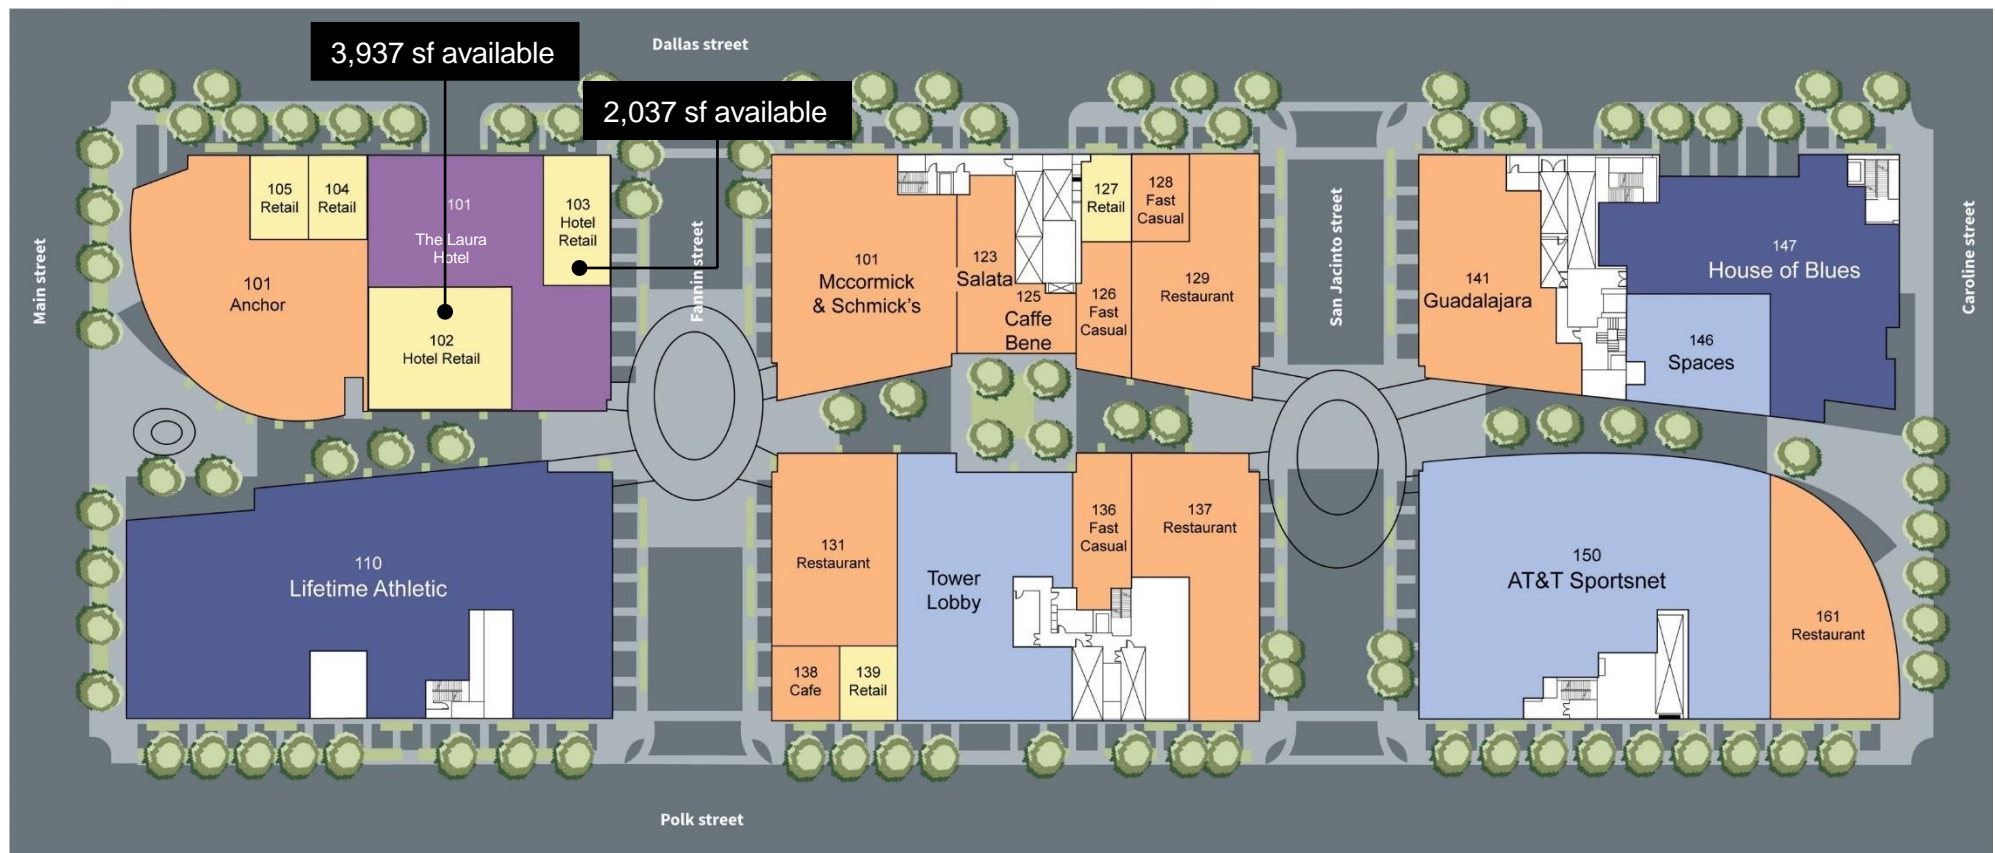 3,937 sf available
2,037 sf available
Dallas street
Main street
Fannin street
San Jacinto street
Caroline street
Polk street
105
Retail
104
Retail
101
The Laura
Hotel
103
Hotel
Retail
101
Anchor
102
Hotel Retail
101
Mccormick
& Schmick's
123
Salata
125
Caffe
Bene
127
Retail
128
Fast
Casual
126
Fast
Casual
129
Restaurant
141
Guadalajara
147
House of Blues
146
Spaces
110
Lifetime Athletic
131
Restaurant
138
Cafe
139
Retail
Tower
Lobby
136
Fast
Casual
137
Restaurant
150
AT&T Sportsnet
161
Restaurant